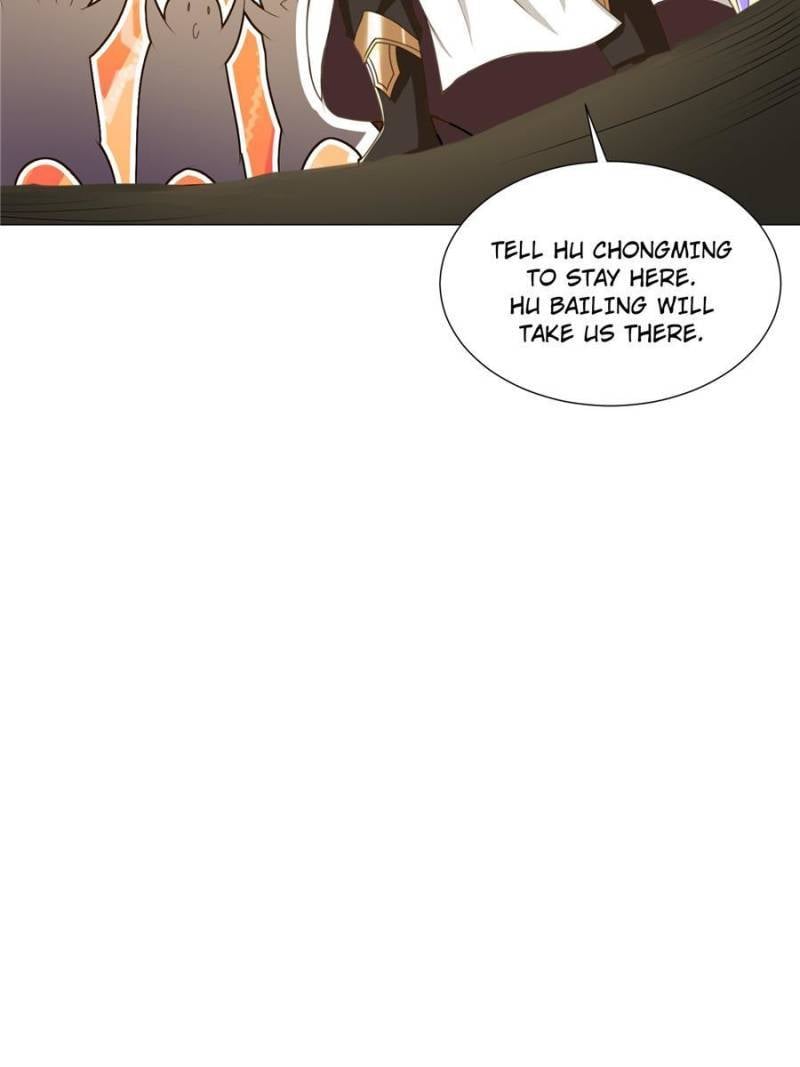 TELL HU CHONGMING
TO STAY HERE.
HU BAILING WILL
TAKE US THERE.